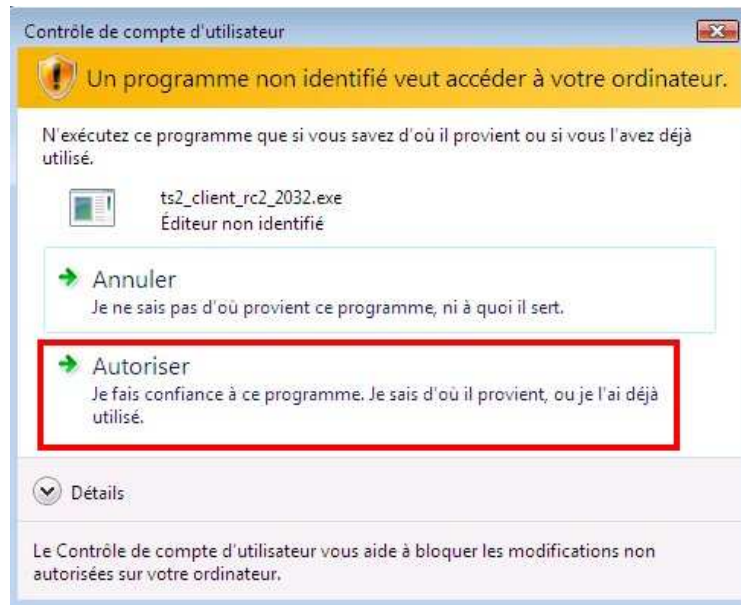 Contrôle de compte d'utilisateur
Un programme non identifié veut accéder à votre ordinateur.
N'exécutez ce programme que si vous savez d'où il provient ou si vous l'avez déjà
utilisé.
ts2_client_rc2_2032.exe
Éditeur non identifié
Annuler
Je ne sais pas d'où provient ce programme, ni à quoi il sert.
Autoriser
Je fais confiance à ce programme. Je sais d'où il provient, ou je l'ai déjà
utilisé.
Détails
Le Contrôle de compte d'utilisateur vous aide à bloquer les modifications non
autorisées sur votre ordinateur.